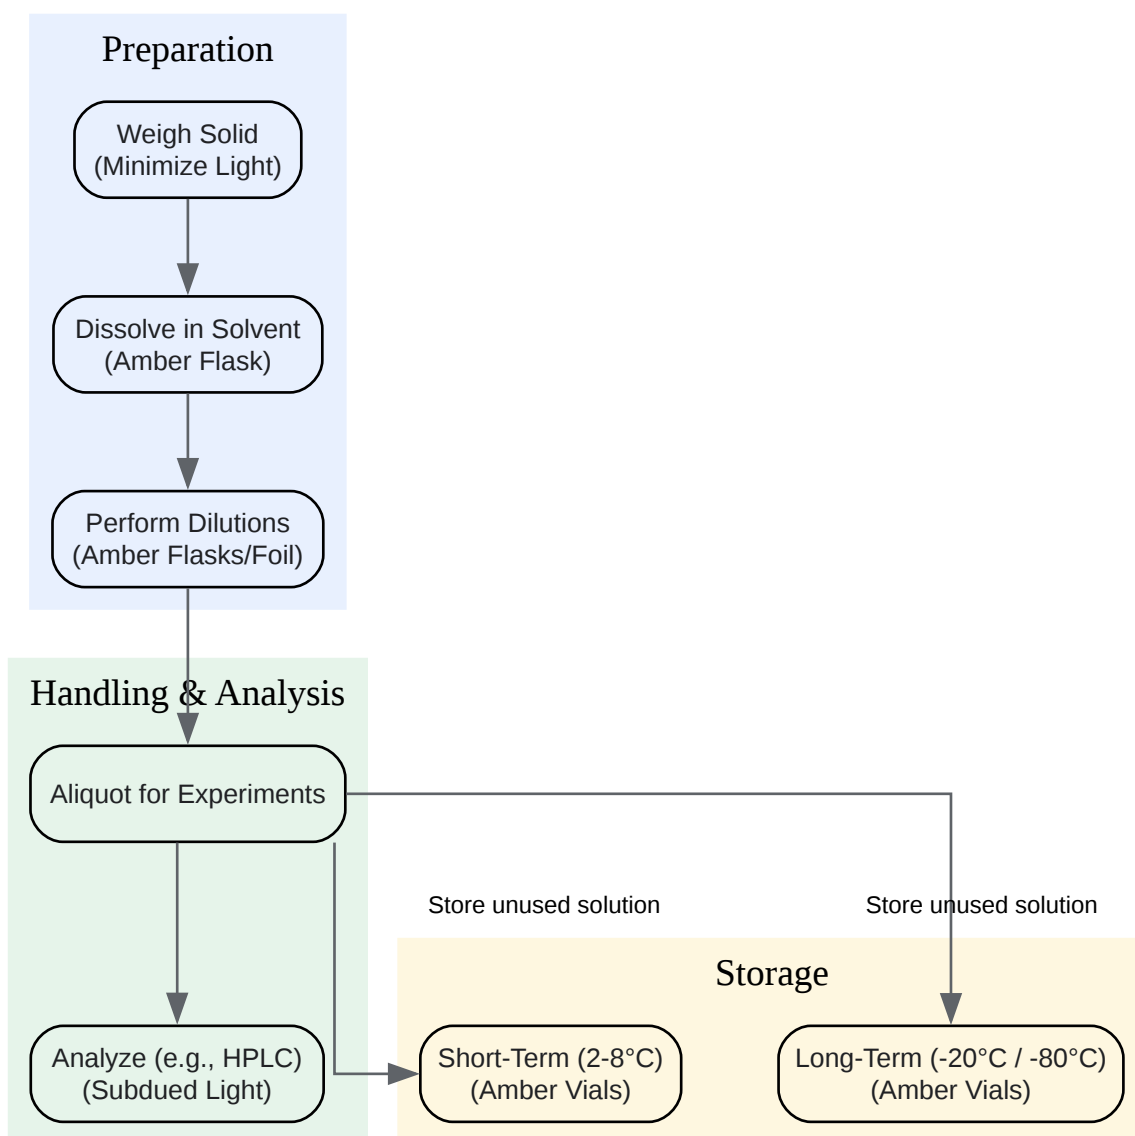 Preparation
Weigh Solid
(Minimize Light)
Dissolve in Solvent
(Amber Flask)
Perform Dilutions
(Amber Flasks/Foil)
Handling & Analysis
Aliquot for Experiments
Store unused solution
Store unused solution
Storage
Analyze (e.g., HPLC)
(Subdued Light)
Short-Term (2-8°C)
(Amber Vials)
Long-Term (-20°C / -80°C)
(Amber Vials)